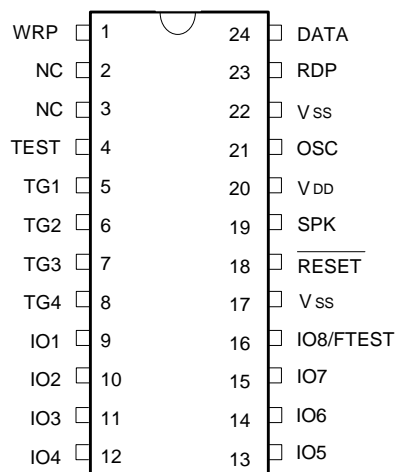 WRP 1 24 DATA
NC 2 23 RDP
NC 3 22 VSS
TEST 4 21 OSC
TG1 5 20 VDD
TG2 6 19 SPK
TG3 7 18 RESET
TG4 8 17 VSS
IO1 9 16 IO8/FTEST
IO2 10 15 IO7
IO3 11 14 IO6
IO4 12 13 IO5